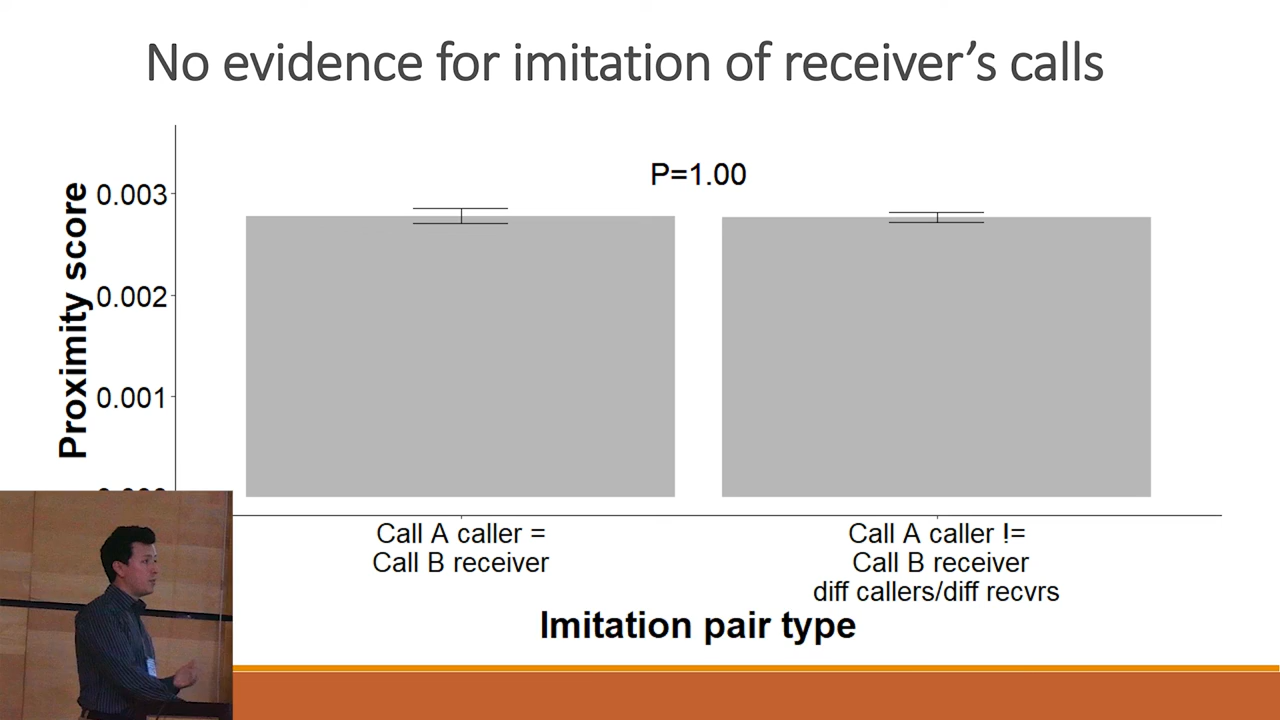 No evidence for imitation of receiver's calls
P=1.00
Proximity score
0.003
0.002
0.001
Call A caller =
Call B receiver
Call A caller !=
Call B receiver
diff callers/diff recvrs
Imitation pair type